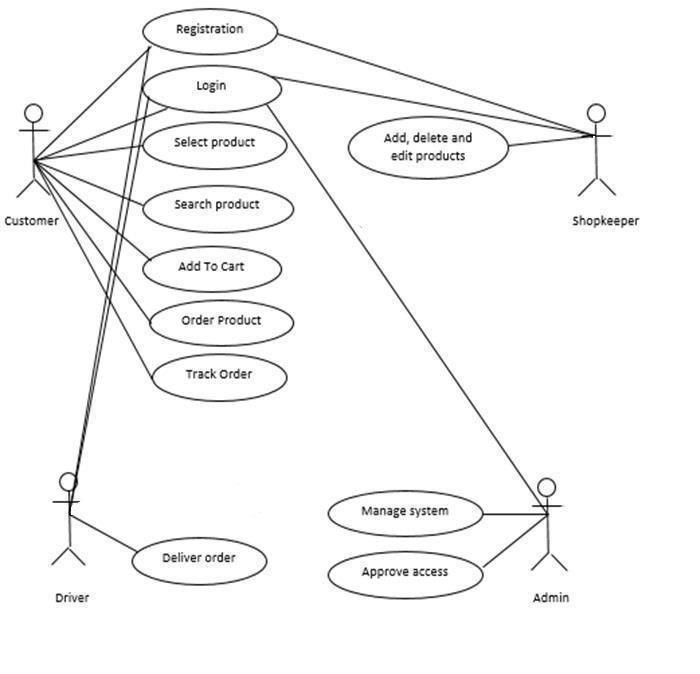 Registration
Login
Select product
Add, delete and
edit products
Search product
Customer
Shopkeeper
Add To Cart
Order Product
Track Order
Manage system
Deliver order
Approve access
Driver
Admin